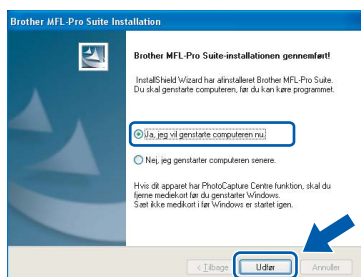 Brother MFL-Pro Suite Installation
Brother MFL-Pro Suite-installationen gennemført!
InstallShield Wizard har afinstalleret Brother MFL-Pro Suite.
Du skal genstarte computeren, før du kan køre programmet.
Ja, jeg vil genstarte computeren nu.
Nej, jeg genstarter computeren senere.
Hvis dit apparat har PhotoCapture Centre funktion, skal du
fjerne mediekort før du genstarter Windows.
Sæt ikke medikort i før Windows er startet igen.
< Tilbage Udfør Annuller